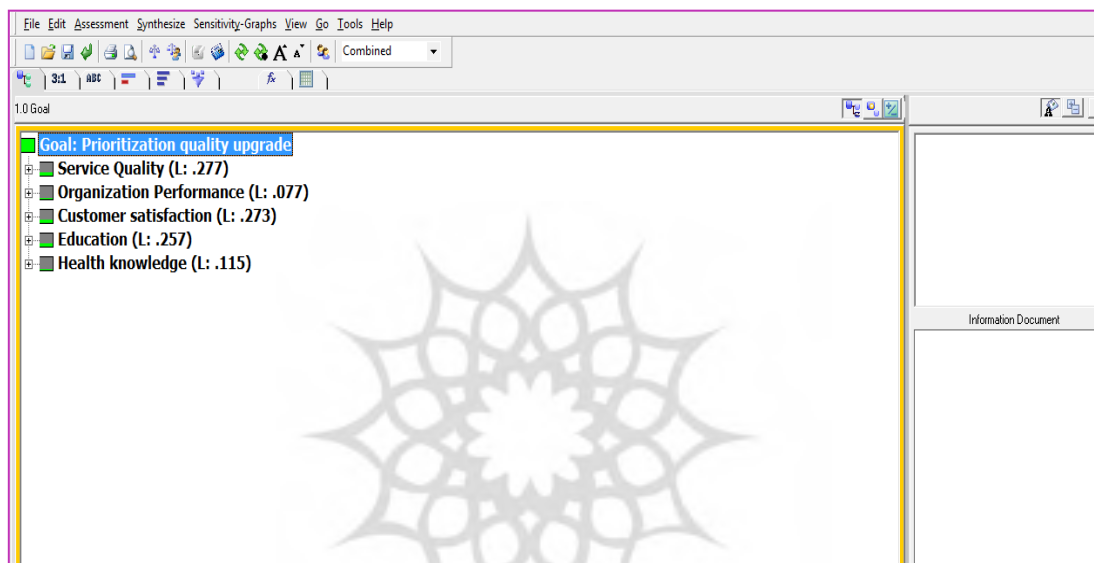 File Edit Assessment Synthesize Sensitivity-Graphs View Go Tools Help
A A Combined
3:1 ABC fx
1.0 Goal
A
Goal: Prioritization quality upgrade
Service Quality (L: .277)
Organization Performance (L: .077)
Customer satisfaction (L: .273)
Education (L: .257)
Health knowledge (L: .115)
Information Document